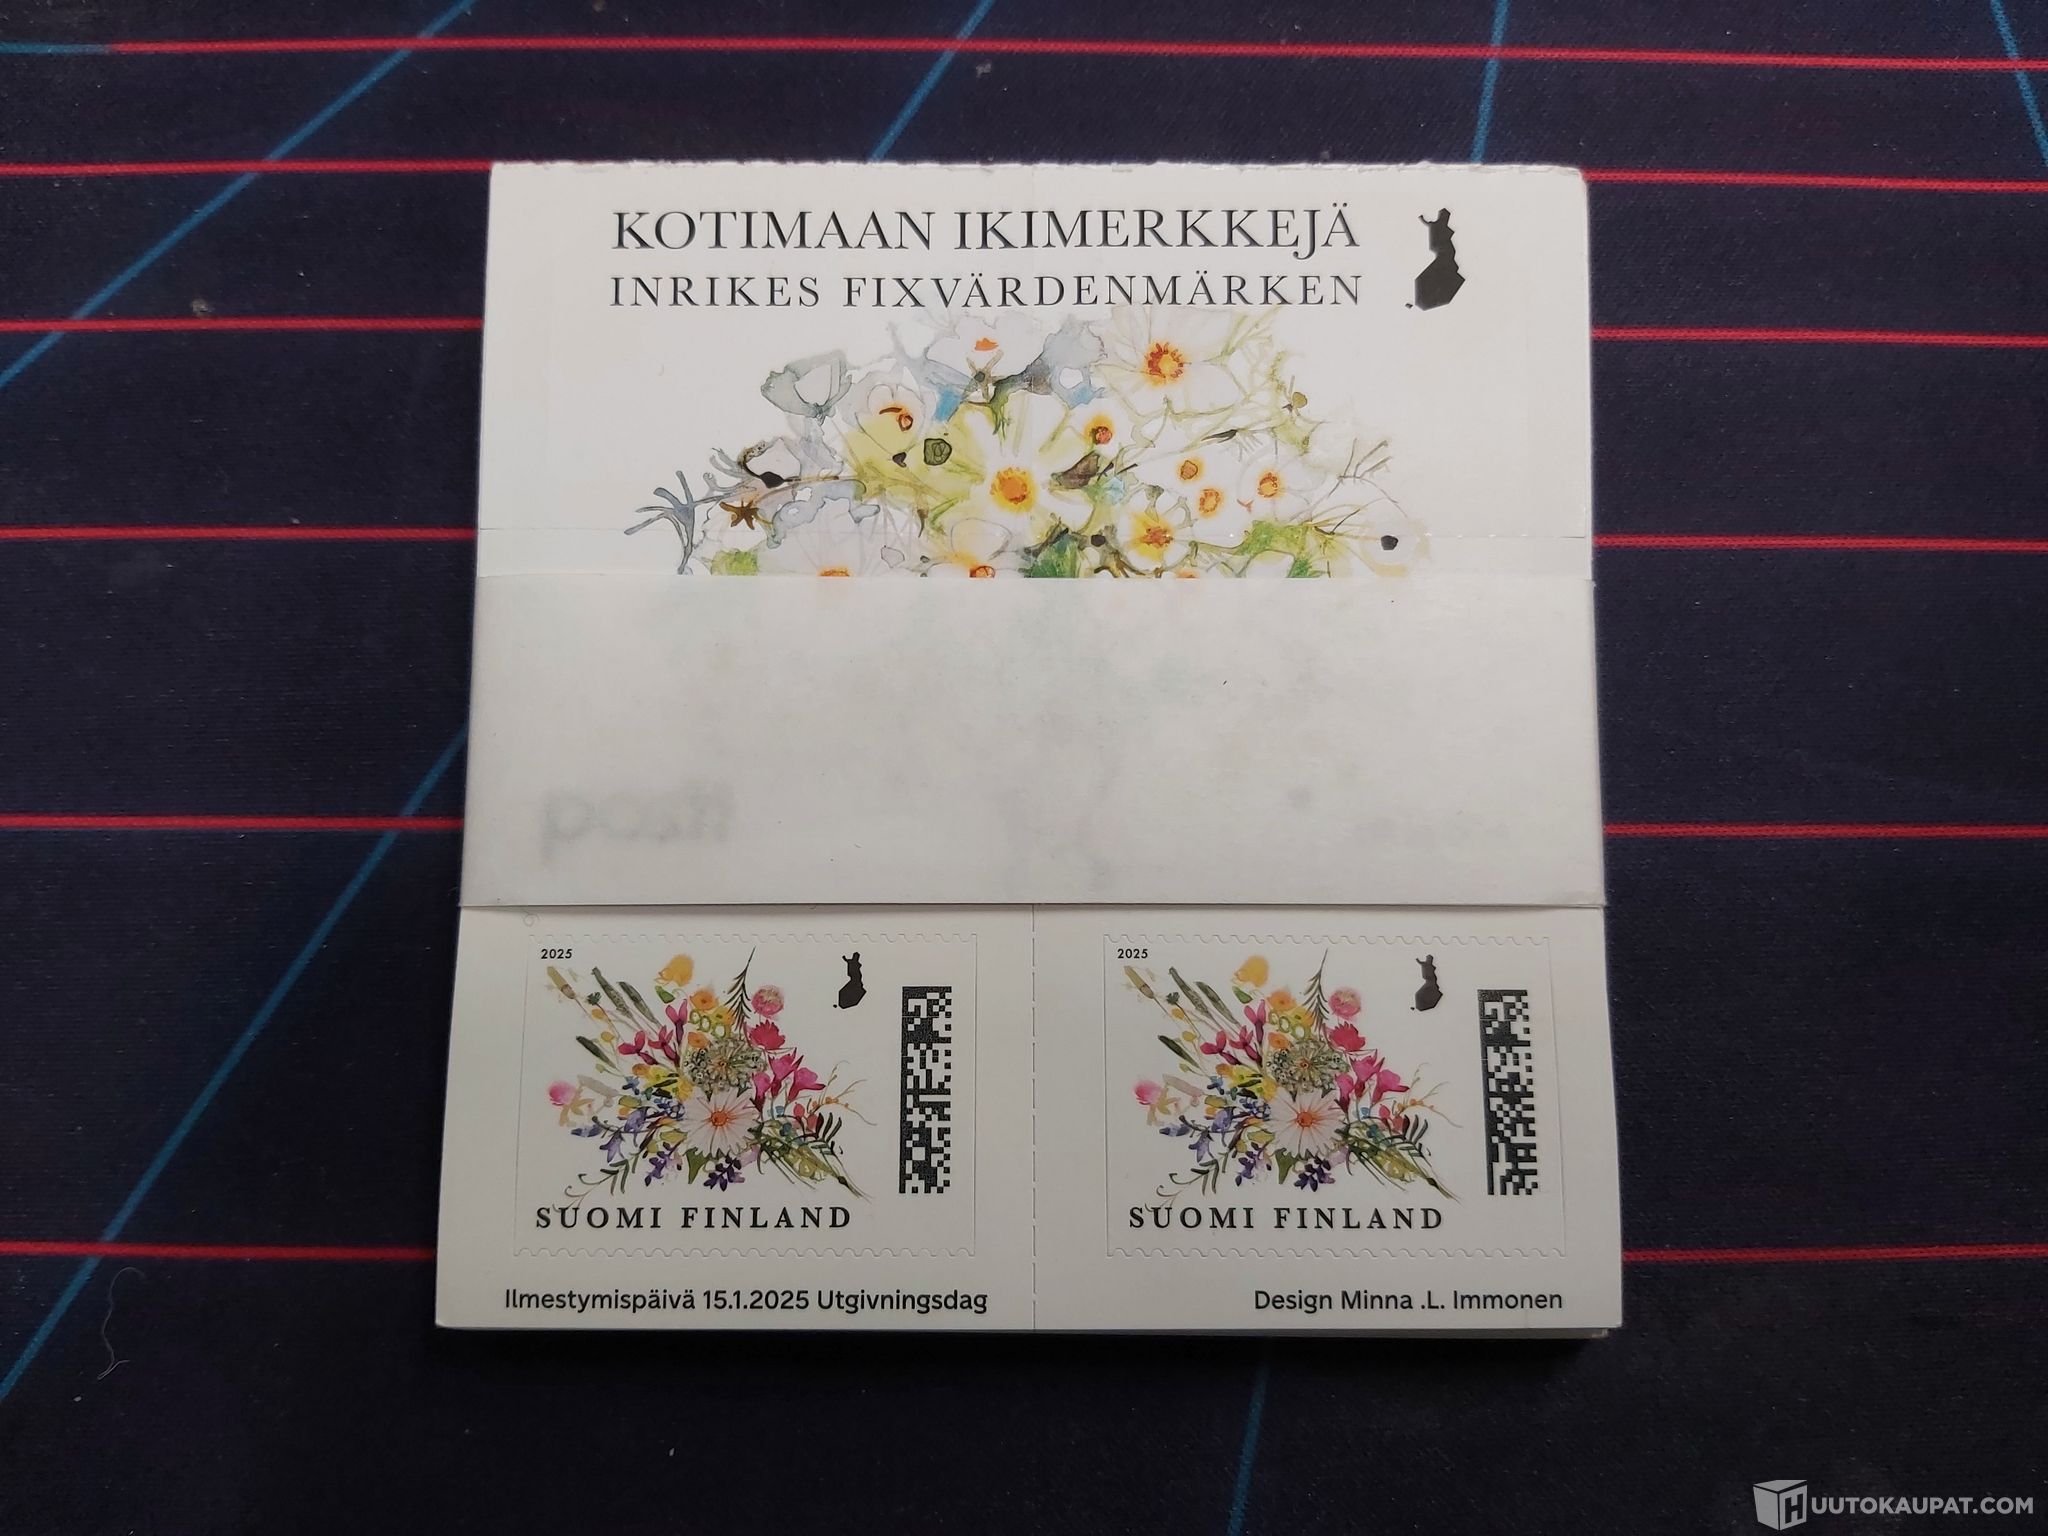 KOTIMAAN IKIMERKKEJÄ
INRIKES FIXVÄRDENMÄRKEN
2025
SUOMI FINLAND
2025
SUOMI FINLAND
Ilmestymispäivä 15.1.2025 Utgivningsdag
Design Minna .L. Immonen
HUUTOKAUPAT.COM